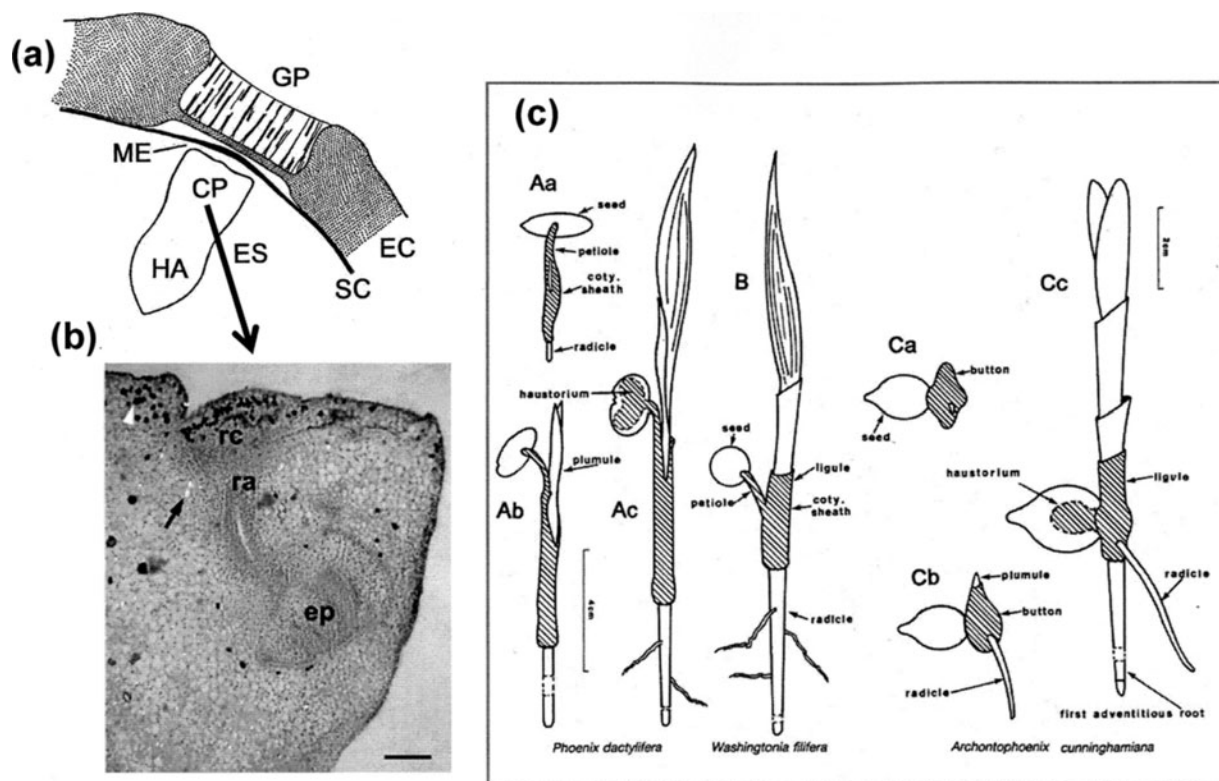 (a)
GP
ME
CP
EC
HA
ES
SC
(b)
rc
ra
ep
(c)
Aa
seed
petiole
coty.
sheath
radicle
haustorium
plumule
Ab
Ac
4cm
B
seed
petiole
ligule
coty.
sheath
radicle
Ca
button
seed
Cb
plumule
button
radicle
Cc
2cm
haustorium
ligule
radicle
first adventitious root
Phoenix dactylifera
Washingtonia filifera
Archontophoenix cunninghamiana